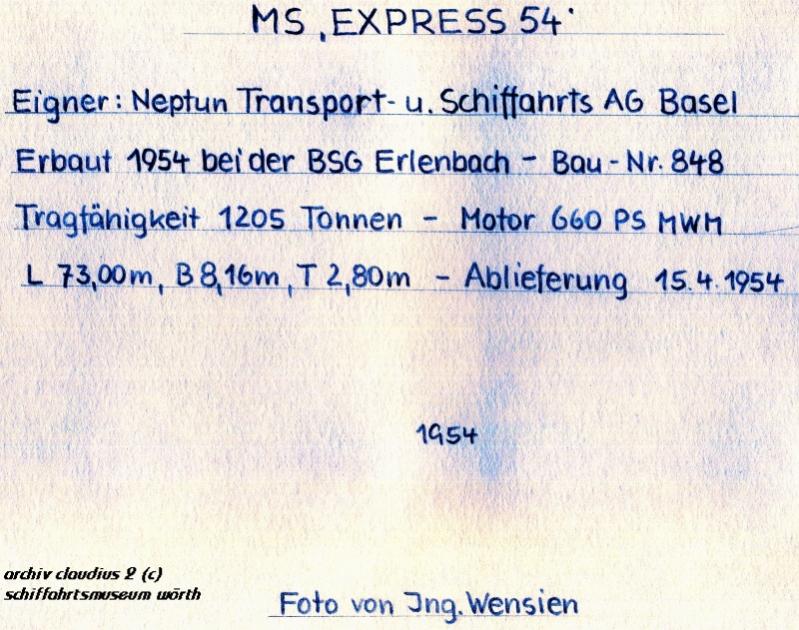 MS ‚EXPRESS 54‘
Eigner: Neptun Transport- u. Schiffahrts AG Basel
Erbaut 1954 bei der BSG Erlenbach - Bau-Nr. 848
Tragfähigkeit 1205 Tonnen - Motor 660 PS MWM
L 73,00m, B 8,16m, T 2,80m - Ablieferung 15.4.1954
1954
archiv claudius 2 (c)
schiffahrtsmuseum wörth
Foto von Ing. Wensien